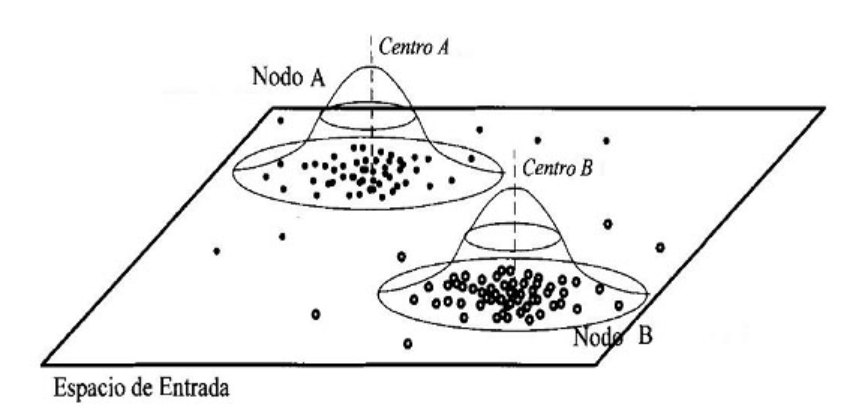 Centro A
Nodo A
Centro B
Nodo B
Espacio de Entrada